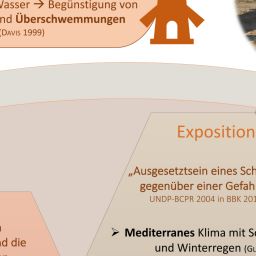 Wasser → Begünstigung von
nd Überschwemmungen
(DAVIS 1999)
Exposition
„Ausgesetztsein eines Sch
gegenüber einer Gefah
UNDP-BCPR 2004 in BBK 201
➢ Mediterranes Klima mit So
und Winterregen (Gu
d die